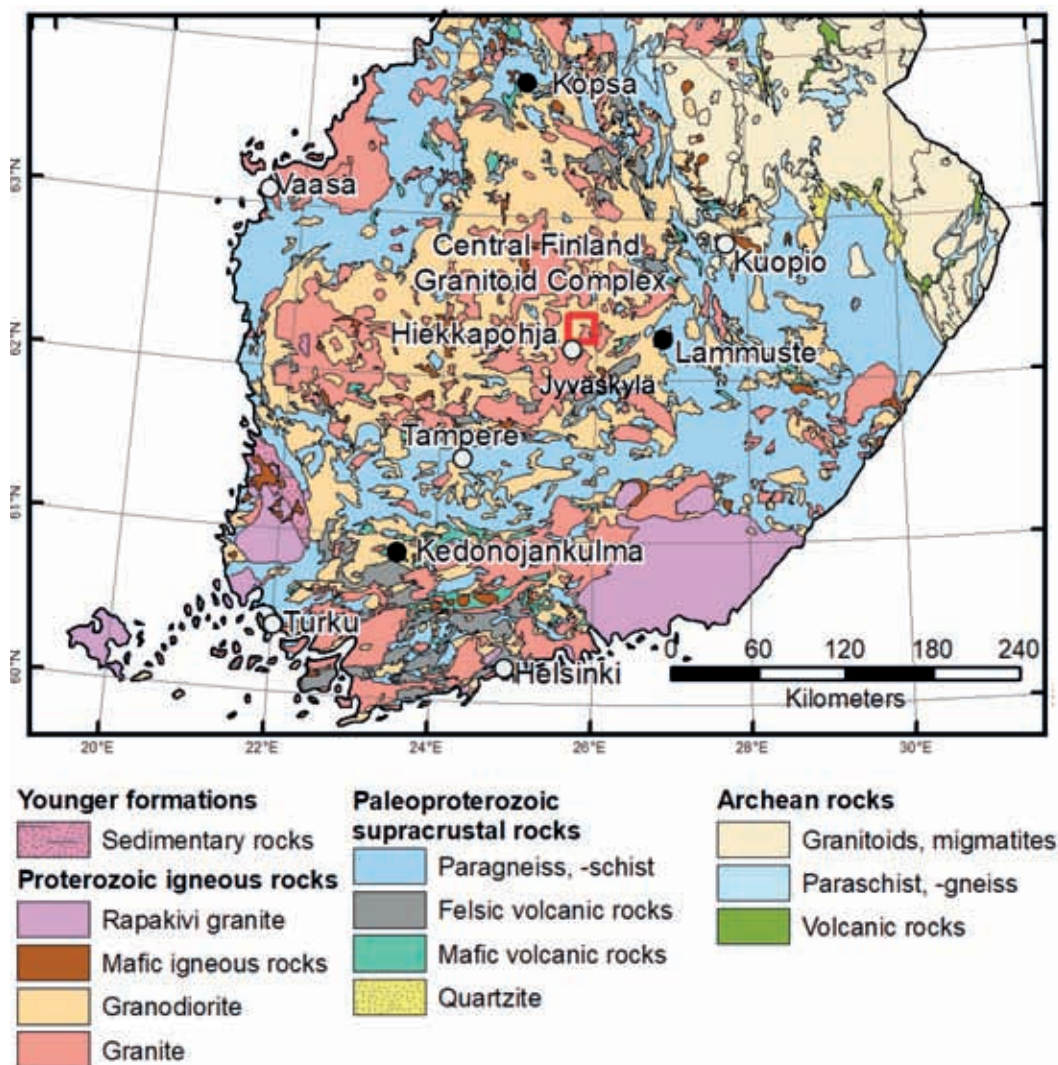 Kopsa
63°N
Vaasa
Central Finland
Granitoid Complex
Kuopio
62°N
Hiekkapohja
Lammuste
Jyväskylä
Tampere
61°N
Kedonojankulma
Turku
60°N
Helsinki
0 60 120 180 240
Kilometers
20°E 22°E 24°E 26°E 28°E 30°E
Younger formations
Sedimentary rocks
Proterozoic igneous rocks
Rapakivi granite
Mafic igneous rocks
Granodiorite
Granite
Paleoproterozoic
supracrustal rocks
Paragneiss, -schist
Felsic volcanic rocks
Mafic volcanic rocks
Quartzite
Archean rocks
Granitoids, migmatites
Paraschist, -gneiss
Volcanic rocks